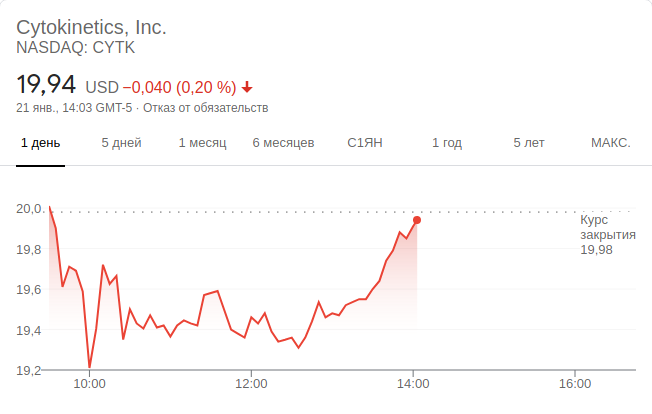 Cytokinetics, Inc.
NASDAQ: CYTK
19,94 USD −0,040 (0,20 %)
21 янв., 14:03 GMT-5 · Отказ от обязательств
1 день 5 дней 1 месяц 6 месяцев С1ЯН 1 год 5 лет МАКС.
20,0
Курс
закрытия
19,98
19,8
19,6
19,4
19,2
10:00 12:00 14:00 16:00